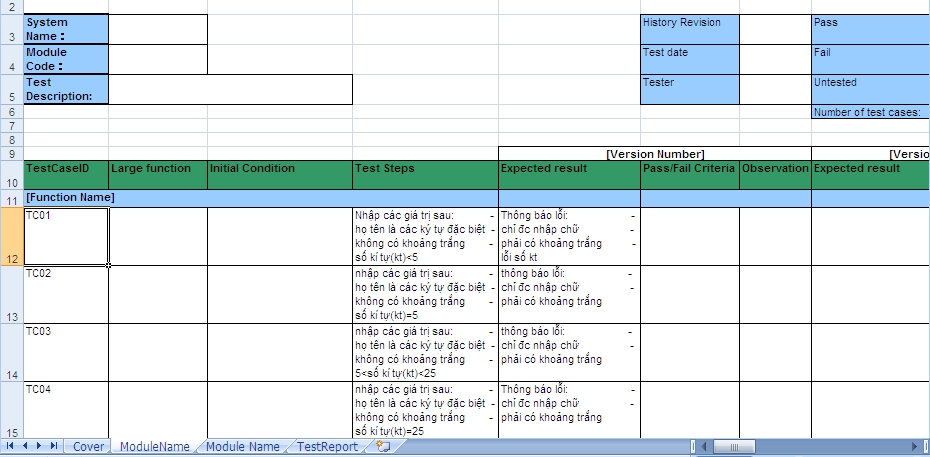 2
3 System Name : History Revision Pass
4 Module Code : Test date Fail
5 Test Description: Tester Untested
6 Number of test cases:
7
8
9 [Version Number] [Versio
10 TestCaseID Large function Initial Condition Test Steps Expected result Pass/Fail Criteria Observation Expected result
11 [Function Name]
12 TC01
Nhập các giá trị sau: -
họ tên là các ký tự đặc biệt -
không có khoảng trắng -
số kí tự(kt)<5
Thông báo lỗi: -
chỉ đc nhập chữ -
phải có khoảng trắng -
lỗi số kt
13 TC02
nhập các giá trị sau: -
họ tên là các ký tự đặc biệt -
không có khoảng trắng -
số kí tự(kt)=5
thông báo lỗi: -
chỉ đc nhập chữ -
phải có khoảng trắng
14 TC03
nhập các giá trị sau: -
họ tên là các ký tự đặc biệt -
không có khoảng trắng -
5<số kí tự(kt)<25
thông báo lỗi: -
chỉ đc nhập chữ -
phải có khoảng trắng
15 TC04
nhập các giá trị sau: -
họ tên là các ký tự đặc biệt -
không có khoảng trắng -
số kí tự(kt)=25
Thông báo lỗi: -
chỉ đc nhập chữ -
phải có khoảng trắng
Cover ModuleName Module Name TestReport